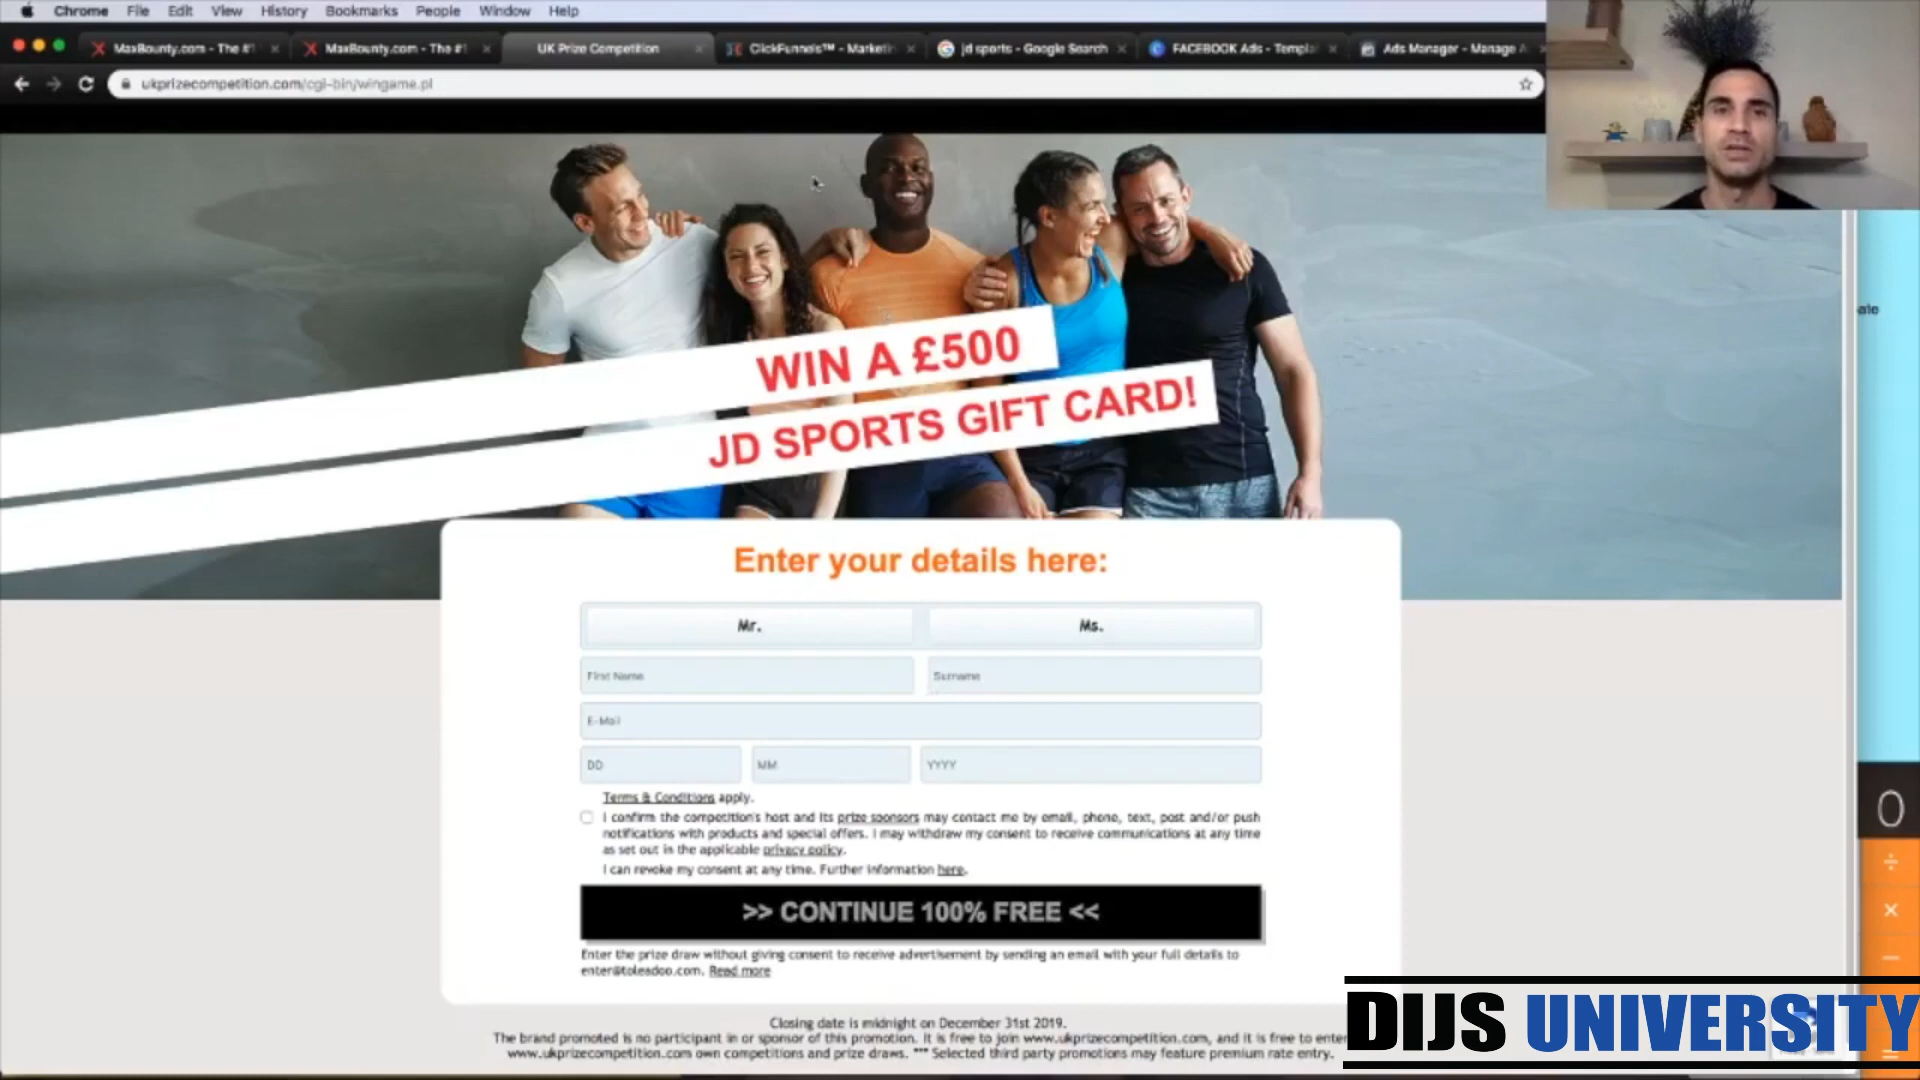 Chrome File Edit View History Bookmarks People Window Help
MaxBounty.com - The #1 MaxBounty.com - The #1 UK Prize Competition ClickFunnels™ - Marketin jd sports - Google Search FACEBOOK Ads - Templa Ads Manager - Manage A
ukprizecompetition.com/cgi-bin/wingame.pl
WIN A £500
JD SPORTS GIFT CARD!
Enter your details here:
Mr. Ms.
First Name Surname
E-Mail
DD MM YYYY
Terms & Conditions apply.
I confirm the competition's host and its prize sponsors may contact me by email, phone, text, post and/or push
notifications with products and special offers. I may withdraw my consent to receive communications at any time
as set out in the applicable privacy policy.
I can revoke my consent at any time. Further information here.
>> CONTINUE 100% FREE <<
Enter the prize draw without giving consent to receive advertisement by sending an email with your full details to
enter@toleadoo.com. Read more
Closing date is midnight on December 31st 2019.
The brand promoted is no participant in or sponsor of this promotion. It is free to join www.ukprizecompetition.com, and it is free to enter
www.ukprizecompetition.com own competitions and prize draws. *** Selected third party promotions may feature premium rate entry.
0
÷
×
−
=
DIJS UNIVERSITY